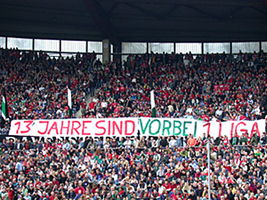 13 JAHRE SIND VORBEI 1 LIGA